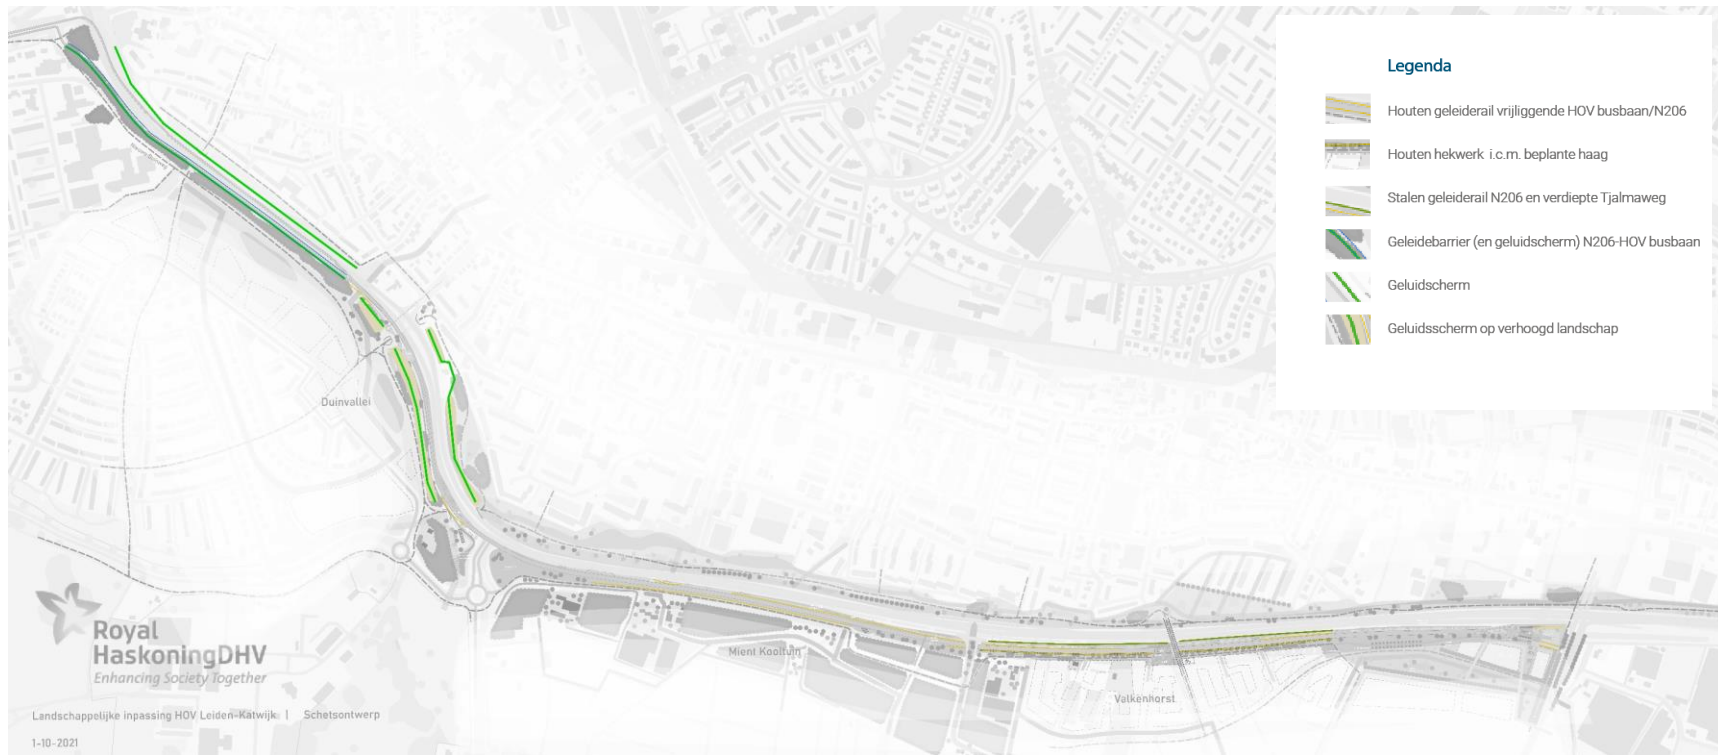 Legenda
Houten geleiderail vrijliggende HOV busbaan/N206
Houten hekwerk i.c.m. beplante haag
Stalen geleiderail N206 en verdiepte Tjalmaweg
Geleidebarrier (en geluidscherm) N206-HOV busbaan
Geluidscherm
Geluidsscherm op verhoogd landschap
Nieuwe Duinweg
Duinvallei
Mient Kooltuin
Valkenhorst
Royal
HaskoningDHV
Enhancing Society Together
Landschappelijke inpassing HOV Leiden-Katwijk | Schetsontwerp
1-10-2021